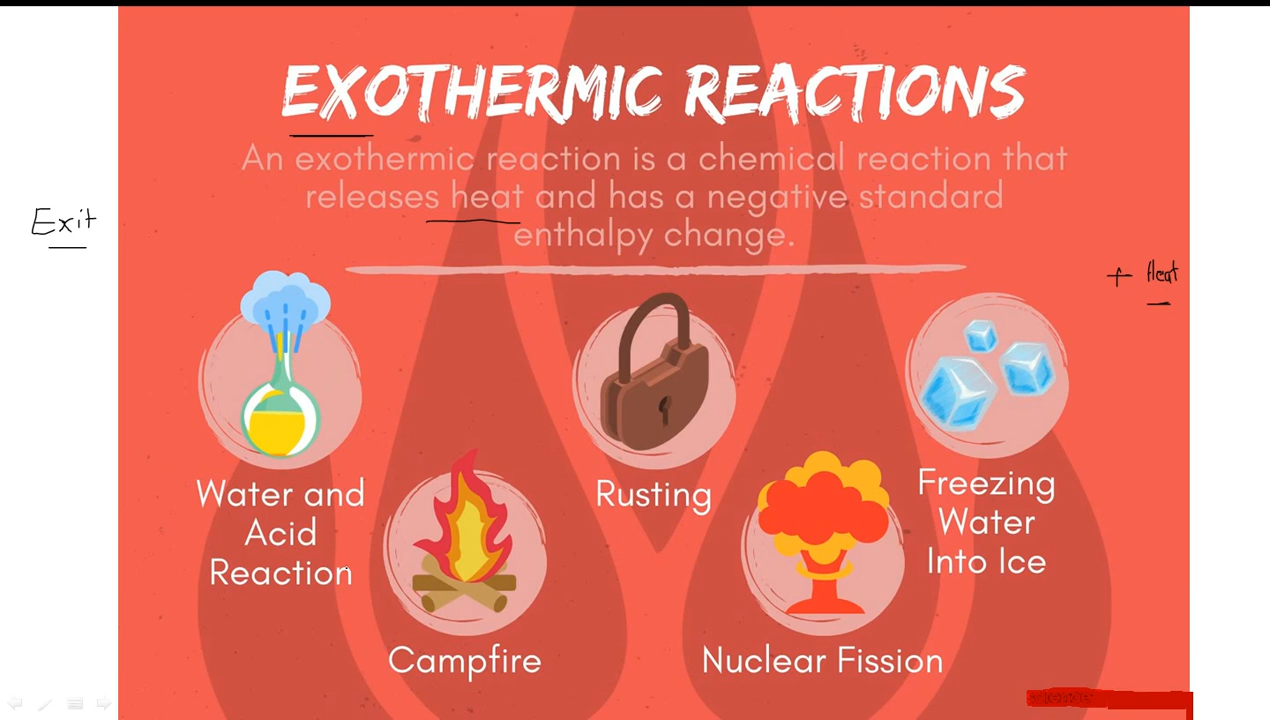 EXOTHERMIC REACTIONS
An exothermic reaction is a chemical reaction that
releases heat and has a negative standard
enthalpy change.
Exit
+ Heat
Water and
Acid
Reaction
Campfire
Rusting
Nuclear Fission
Freezing
Water
Into Ice